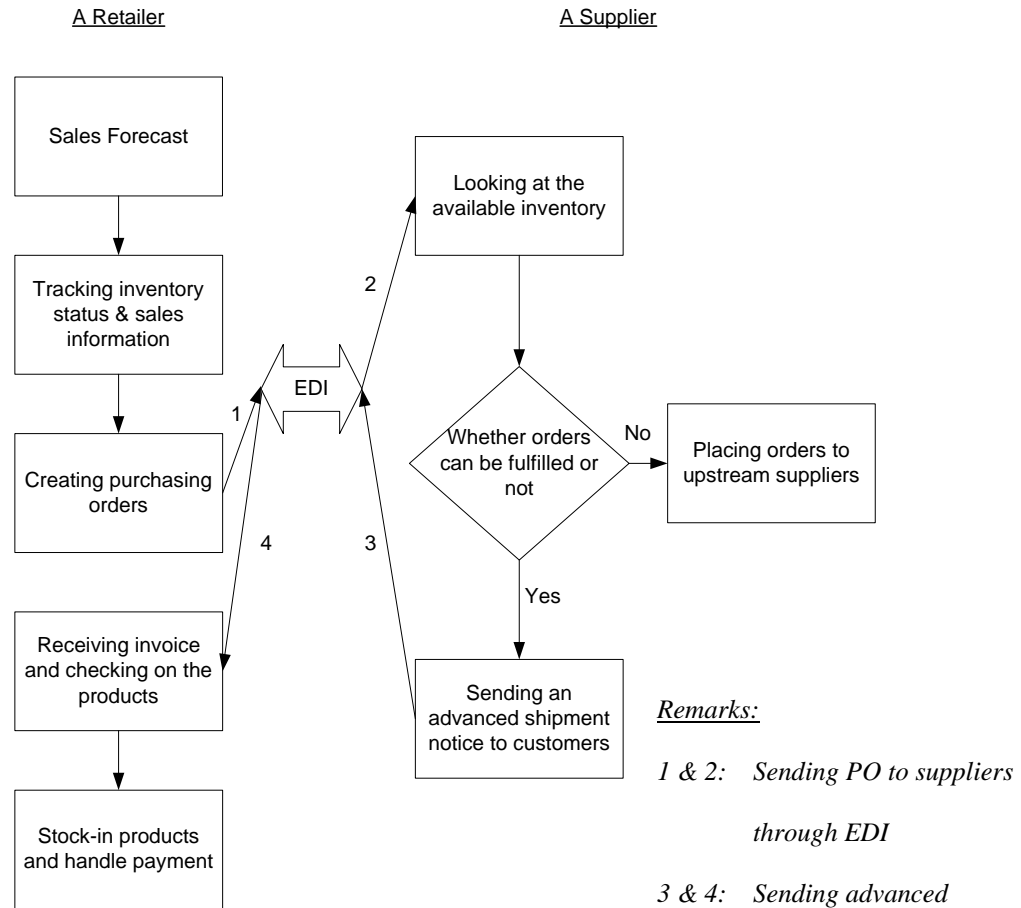 A Retailer
A Supplier
Sales Forecast
Looking at the
available inventory
Tracking inventory
status & sales
information
2
EDI
1
Creating purchasing
orders
Whether orders
can be fulfilled or
not
No
Placing orders to
upstream suppliers
4
3
Yes
Receiving invoice
and checking on the
products
Sending an
advanced shipment
notice to customers
Stock-in products
and handle payment
Remarks:
1 & 2: Sending PO to suppliers
through EDI
3 & 4: Sending advanced